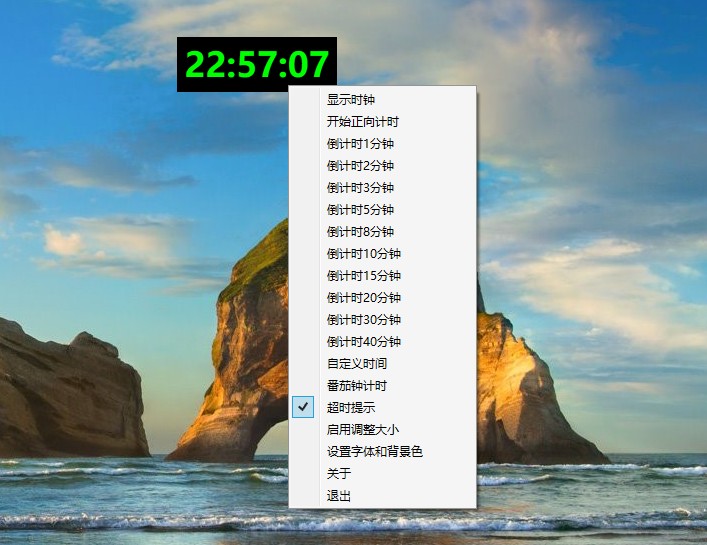 22:57:07
显示时钟
开始正向计时
倒计时1分钟
倒计时2分钟
倒计时3分钟
倒计时5分钟
倒计时8分钟
倒计时10分钟
倒计时15分钟
倒计时20分钟
倒计时30分钟
倒计时40分钟
自定义时间
番茄钟计时
超时提示
启用调整大小
设置字体和背景色
关于
退出